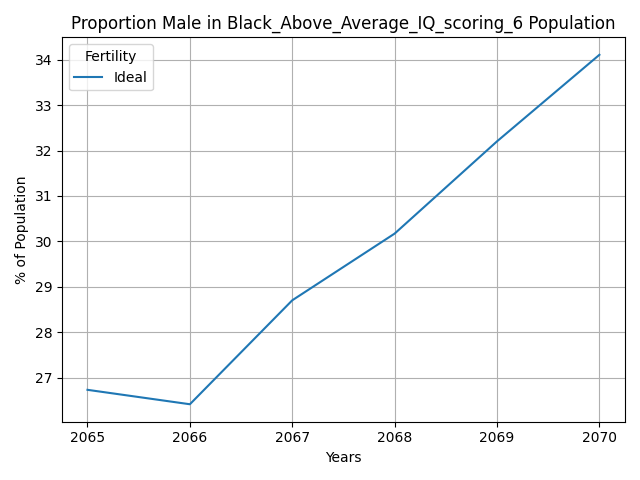 Proportion Male in Black_Above_Average_IQ_scoring_6 Population
Fertility
Ideal
% of Population
34
33
32
31
30
29
28
27
2065 2066 2067 2068 2069 2070
Years